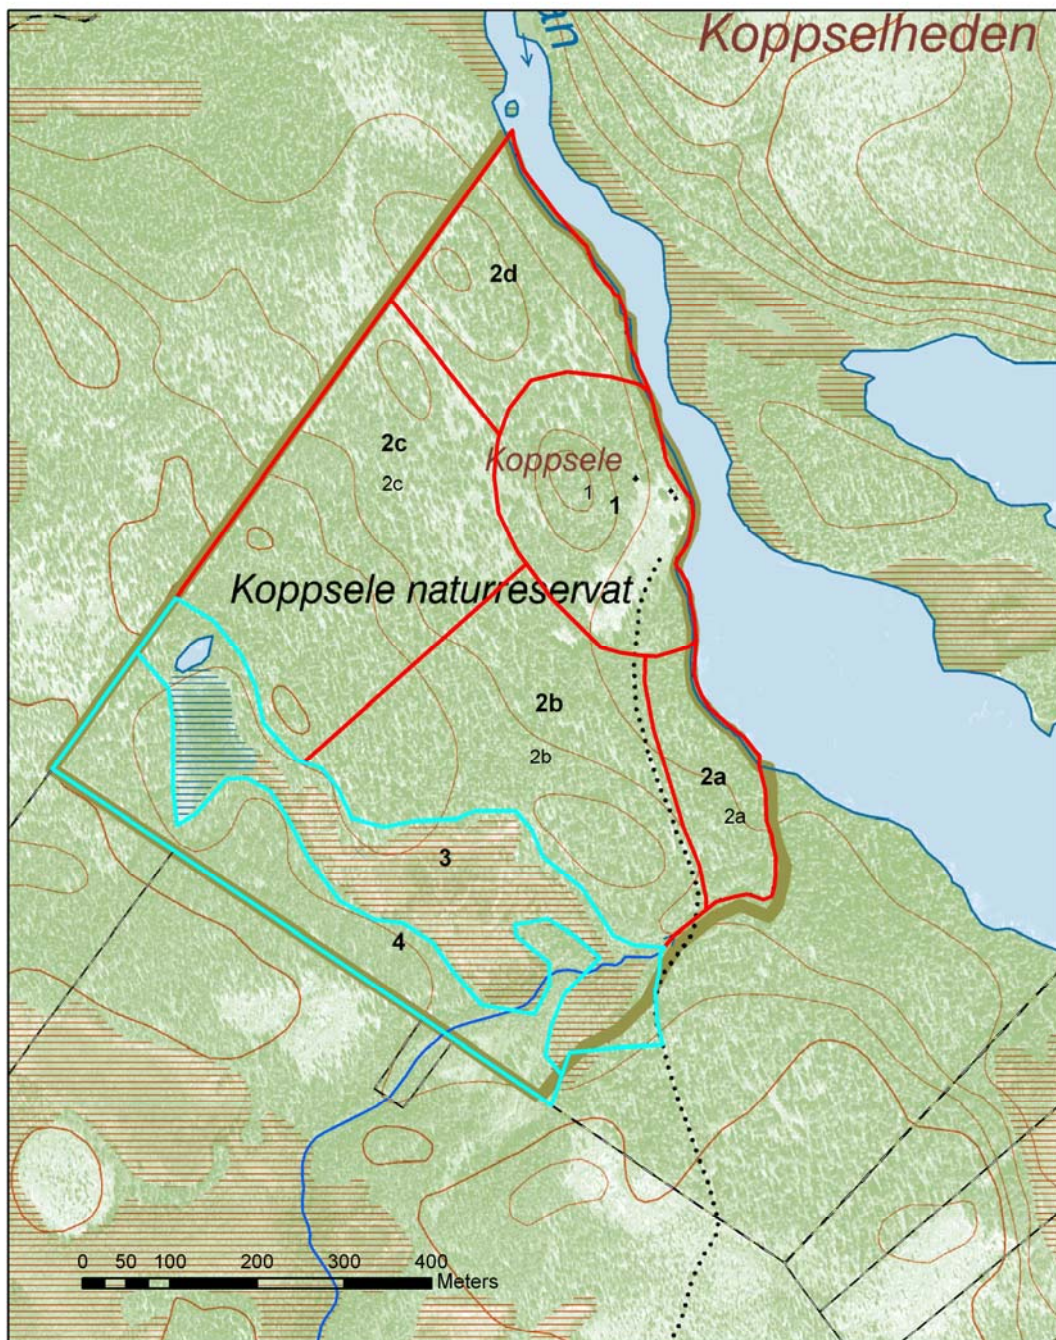 an
Koppselheden
2d
2c
2c
Koppsele
1
1
Koppsele naturreservat
2b
2b
2a
2a
3
4
0 50 100 200 300 400
Meters